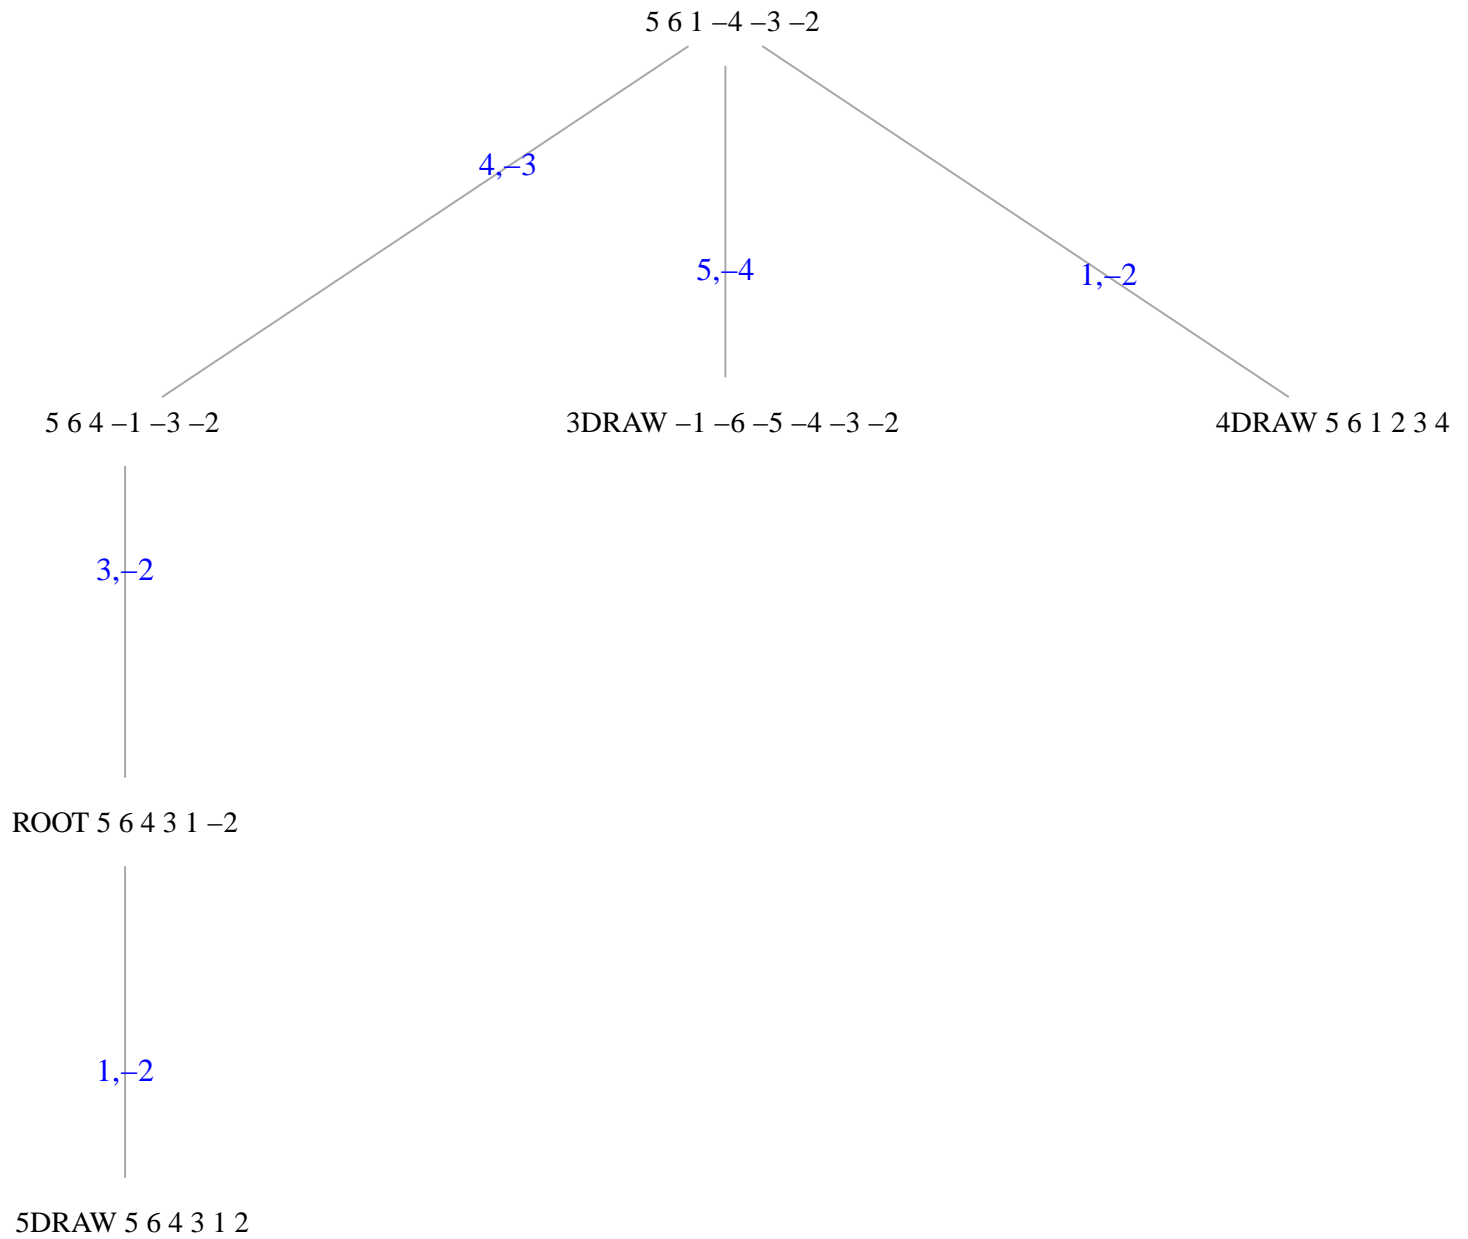 5 6 1 –4 –3 –2
4,–3
5,–4
1,–2
5 6 4 –1 –3 –2
3DRAW –1 –6 –5 –4 –3 –2
4DRAW 5 6 1 2 3 4
3,–2
ROOT 5 6 4 3 1 –2
1,–2
5DRAW 5 6 4 3 1 2